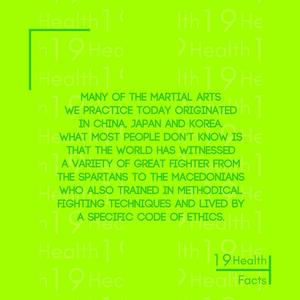 MANY OF THE MARTIAL ARTS
WE PRACTICE TODAY ORIGINATED
IN CHINA, JAPAN AND KOREA.
WHAT MOST PEOPLE DON'T KNOW IS
THAT THE WORLD HAS WITNESSED
A VARIETY OF GREAT FIGHTER FROM
THE SPARTANS TO THE MACEDONIANS
WHO ALSO TRAINED IN METHODICAL
FIGHTING TECHNIQUES AND LIVED BY
A SPECIFIC CODE OF ETHICS.
19 Health
Facts